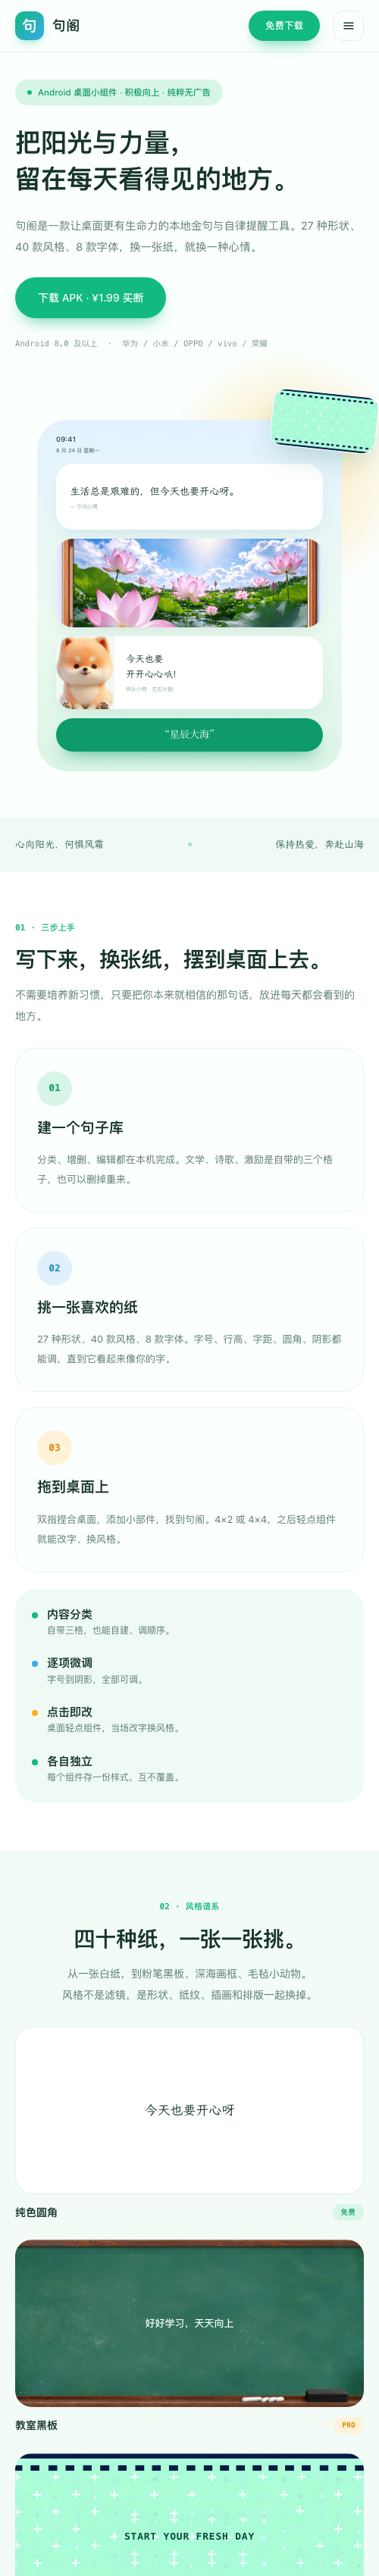 句 句阁 免费下载
Android 桌面小组件 · 积极向上 · 纯粹无广告
把阳光与力量，
留在每天看得见的地方。
句阁是一款让桌面更有生命力的本地金句与自律提醒工具。27 种形状、
40 款风格、8 款字体，换一张纸，就换一种心情。
下载 APK · ¥1.99 买断
Android 8.0 及以上 · 华为 / 小米 / OPPO / vivo / 荣耀
09:41
8 月 24 日 星期一
生活总是艰难的，但今天也要开心呀。
— 今日心情
今天也要
开开心心哦!
快乐小狗 · 左右分割
“星辰大海”
心向阳光，何惧风霜
保持热爱，奔赴山海
01 · 三步上手
写下来，换张纸，摆到桌面上去。
不需要培养新习惯，只要把你本来就相信的那句话，放进每天都会看到的
地方。
01
建一个句子库
分类、增删、编辑都在本机完成。文学、诗歌、激励是自带的三个格
子，也可以删掉重来。
02
挑一张喜欢的纸
27 种形状、40 款风格、8 款字体。字号、行高、字距、圆角、阴影都
能调，直到它看起来像你的字。
03
拖到桌面上
双指捏合桌面，添加小部件，找到句阁。4×2 或 4×4，之后轻点组件
就能改字、换风格。
内容分类
自带三格，也能自建、调顺序。
逐项微调
字号到阴影，全部可调。
点击即改
桌面轻点组件，当场改字换风格。
各自独立
每个组件存一份样式，互不覆盖。
02 · 风格谱系
四十种纸，一张一张挑。
从一张白纸，到粉笔黑板、深海画框、毛毡小动物。
风格不是滤镜，是形状、纸纹、插画和排版一起换掉。
今天也要开心呀
纯色圆角 免费
好好学习，天天向上
教室黑板 PRO
START YOUR FRESH DAY